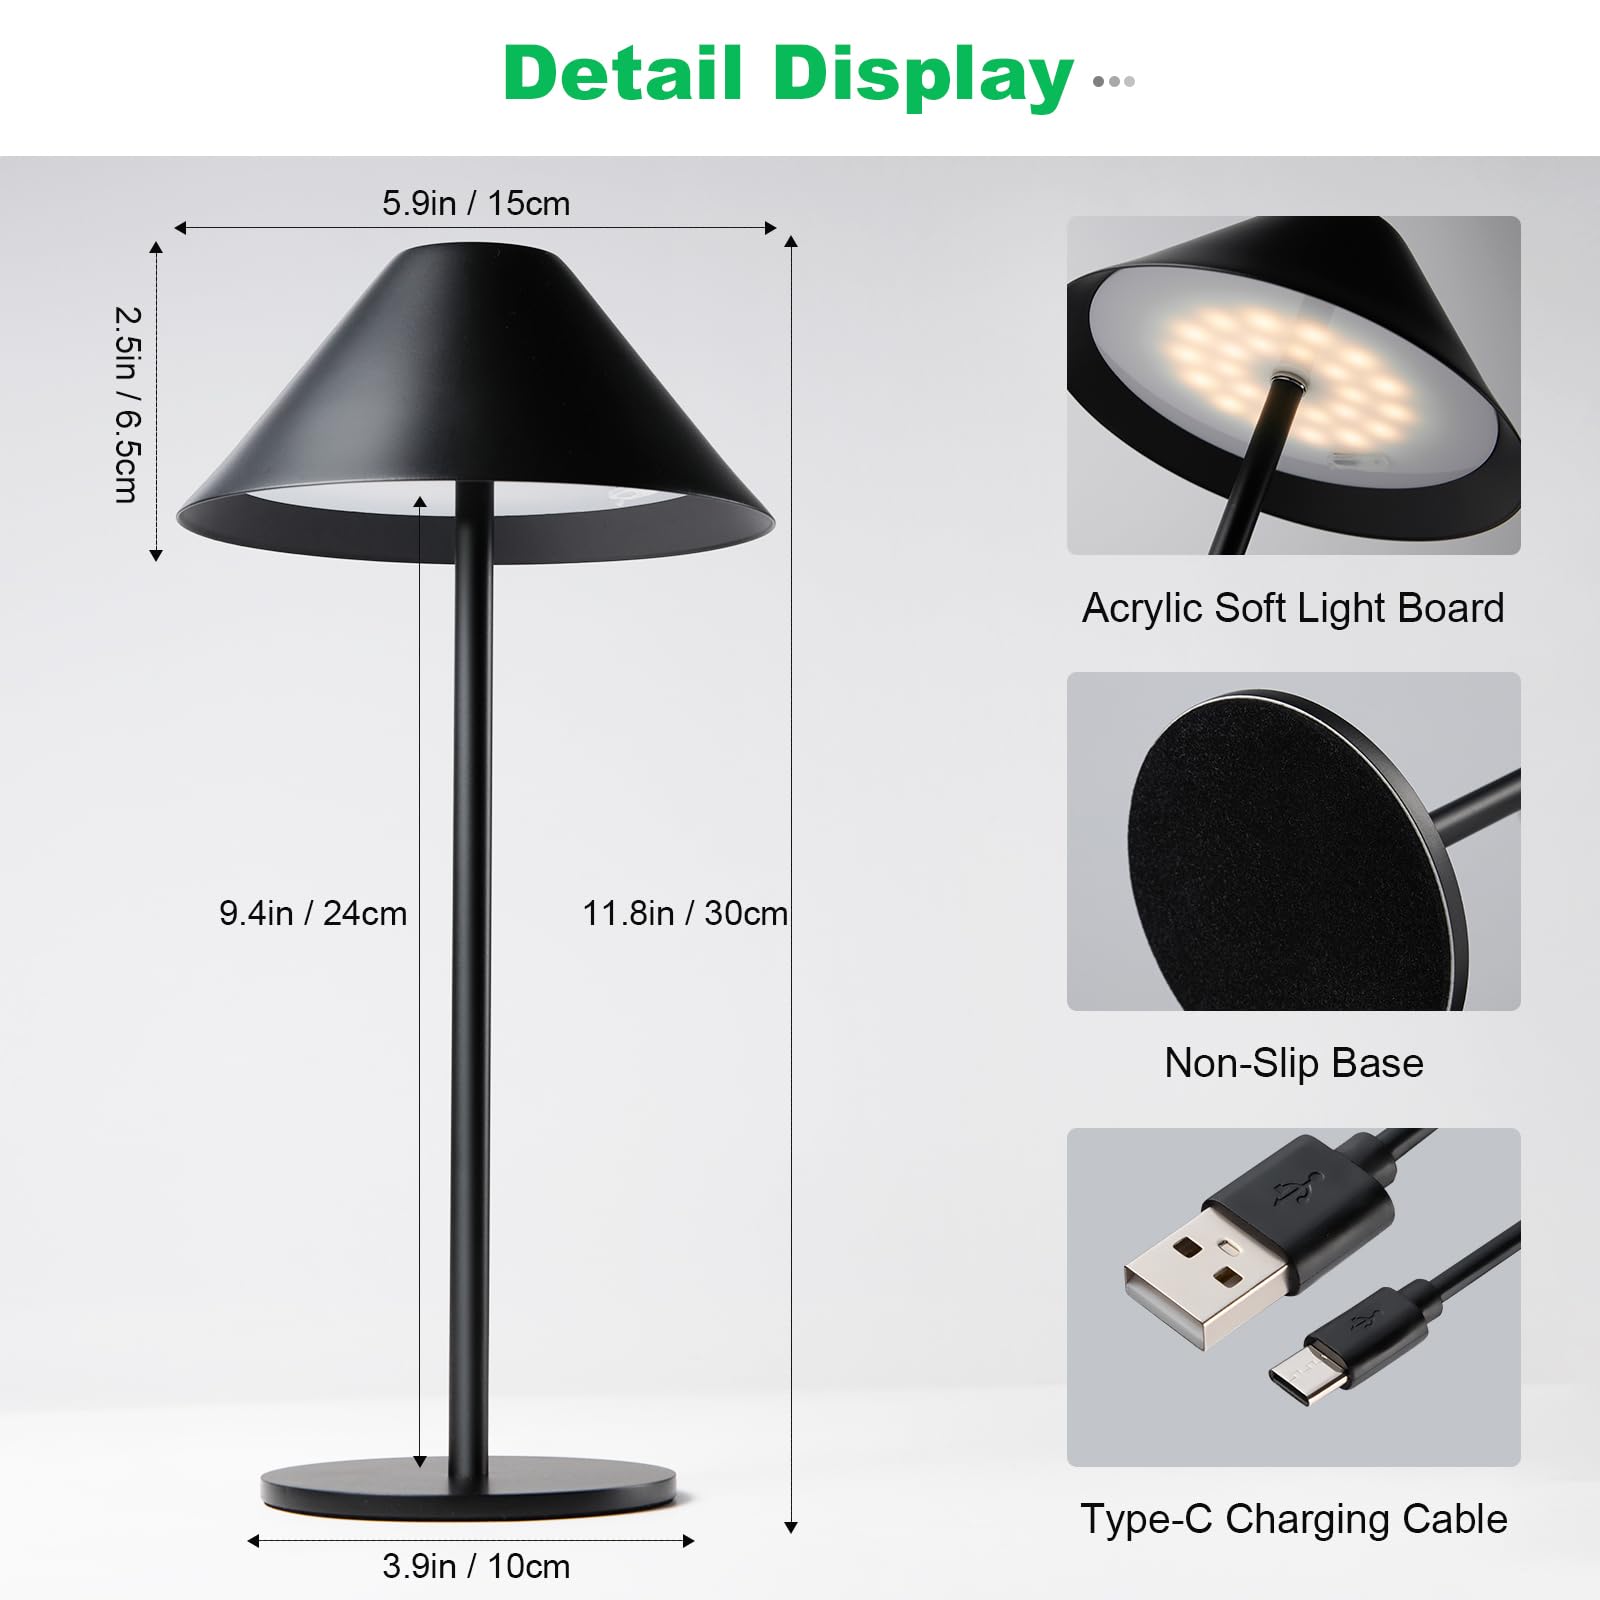 Detail Display
5.9in / 15cm
2.5in / 6.5cm
9.4in / 24cm
11.8in / 30cm
3.9in / 10cm
Acrylic Soft Light Board
Non-Slip Base
Type-C Charging Cable